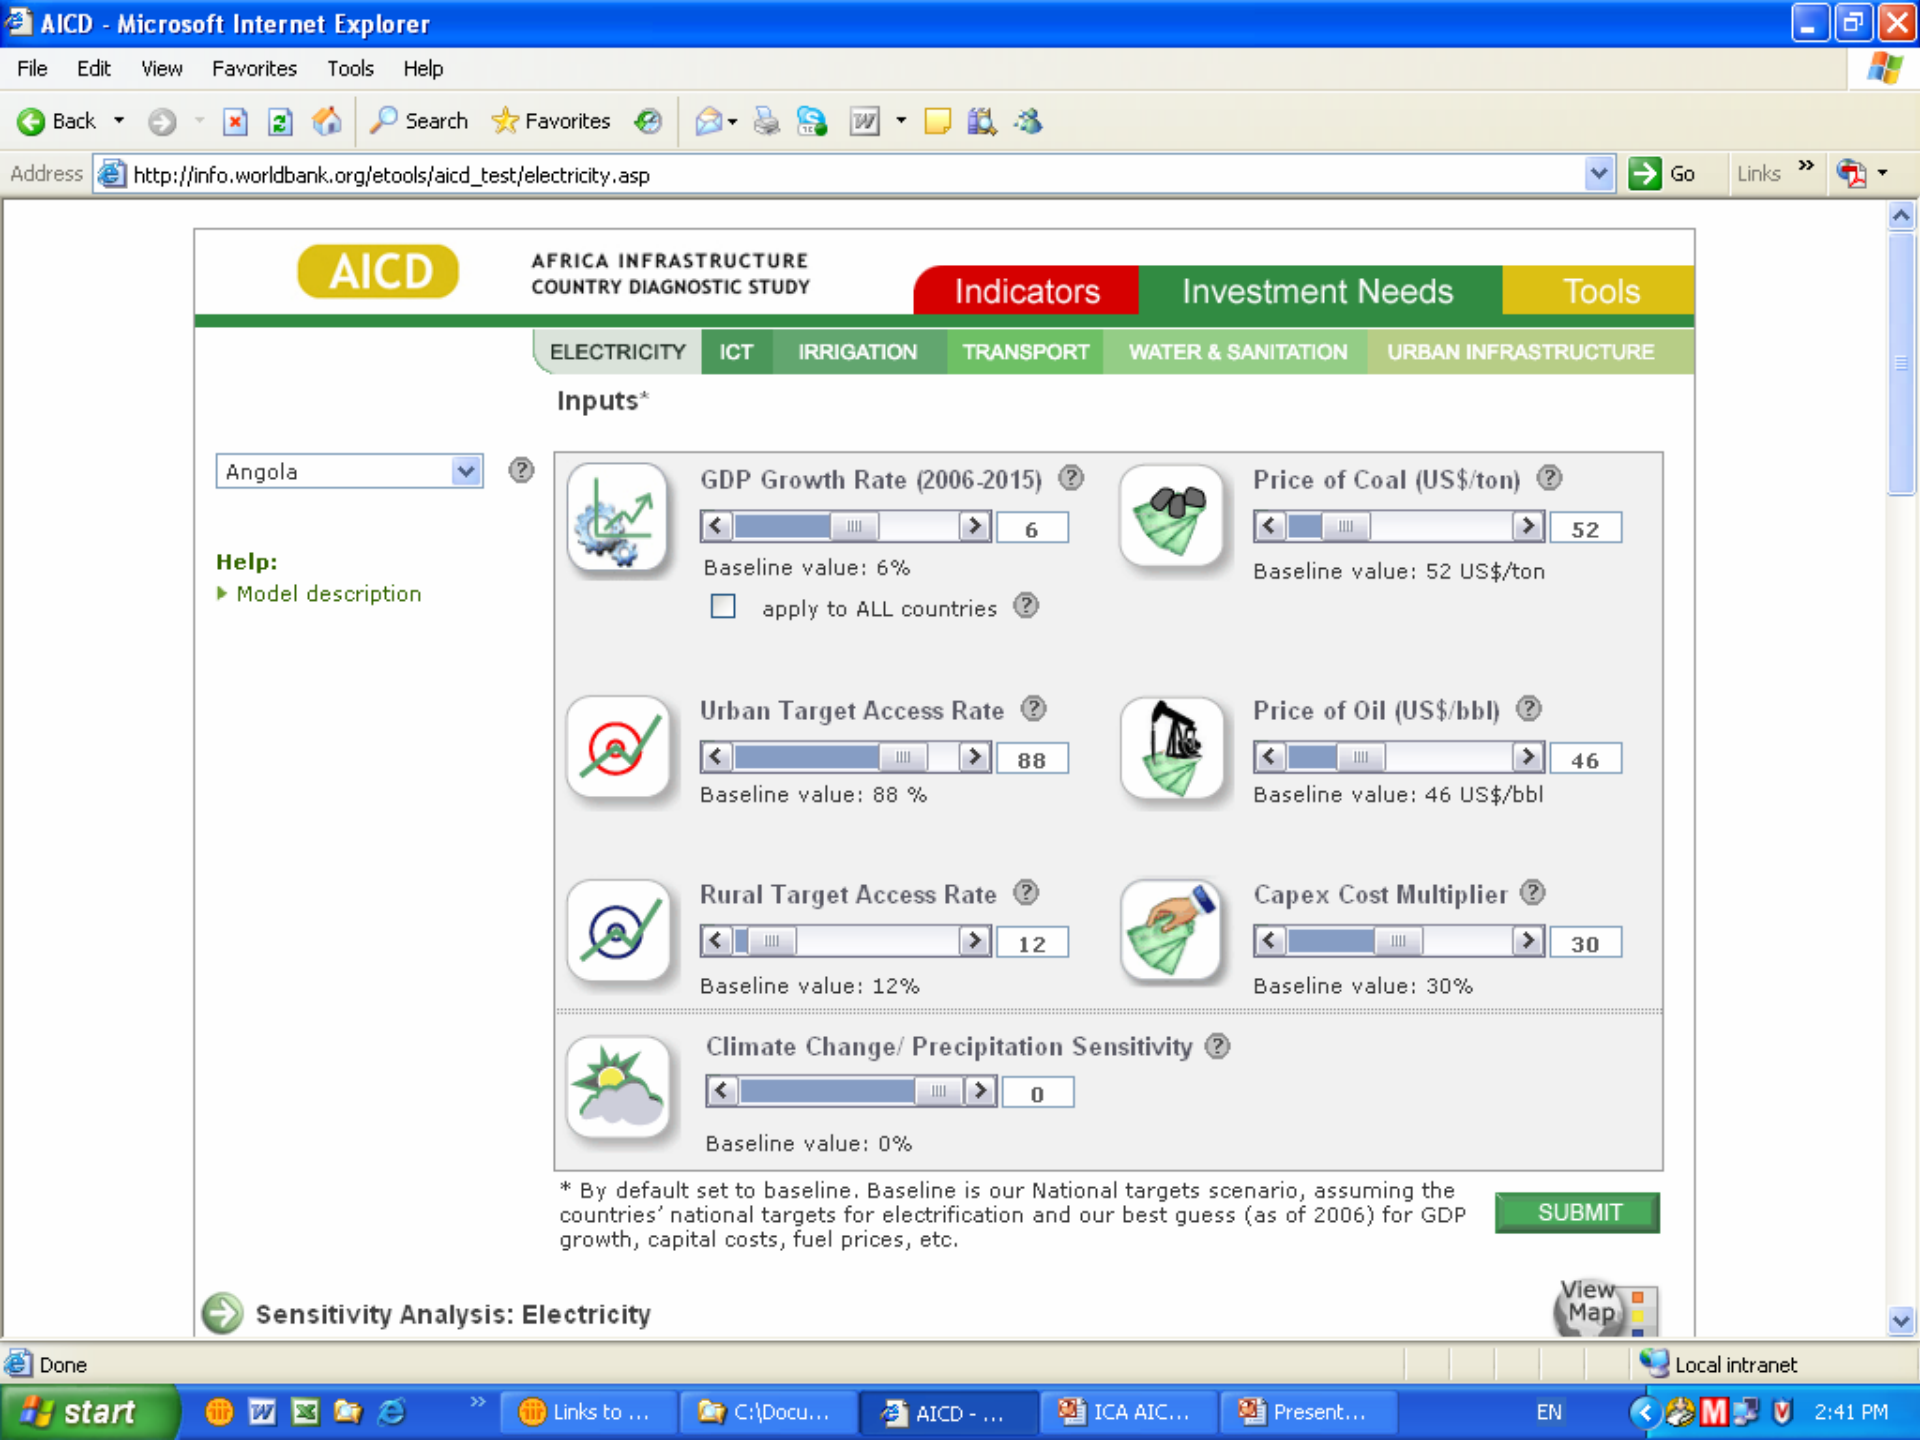 AICD - Microsoft Internet Explorer
File Edit View Favorites Tools Help
Back Search Favorites
Address http://info.worldbank.org/etools/aicd_test/electricity.asp Go Links »
AICD
AFRICA INFRASTRUCTURE
COUNTRY DIAGNOSTIC STUDY
Indicators Investment Needs Tools
ELECTRICITY ICT IRRIGATION TRANSPORT WATER & SANITATION URBAN INFRASTRUCTURE
Inputs*
Angola
Help:
Model description
GDP Growth Rate (2006-2015) ?
6
Baseline value: 6%
apply to ALL countries ?
Price of Coal (US$/ton) ?
52
Baseline value: 52 US$/ton
Urban Target Access Rate ?
88
Baseline value: 88 %
Price of Oil (US$/bbl) ?
46
Baseline value: 46 US$/bbl
Rural Target Access Rate ?
12
Baseline value: 12%
Capex Cost Multiplier ?
30
Baseline value: 30%
Climate Change/ Precipitation Sensitivity ?
0
Baseline value: 0%
* By default set to baseline. Baseline is our National targets scenario, assuming the
countries' national targets for electrification and our best guess (as of 2006) for GDP
growth, capital costs, fuel prices, etc.
SUBMIT
Sensitivity Analysis: Electricity
View
Map
Done Local intranet
start » Links to ... C:\Docu... AICD - ... ICA AIC... Present... EN 2:41 PM